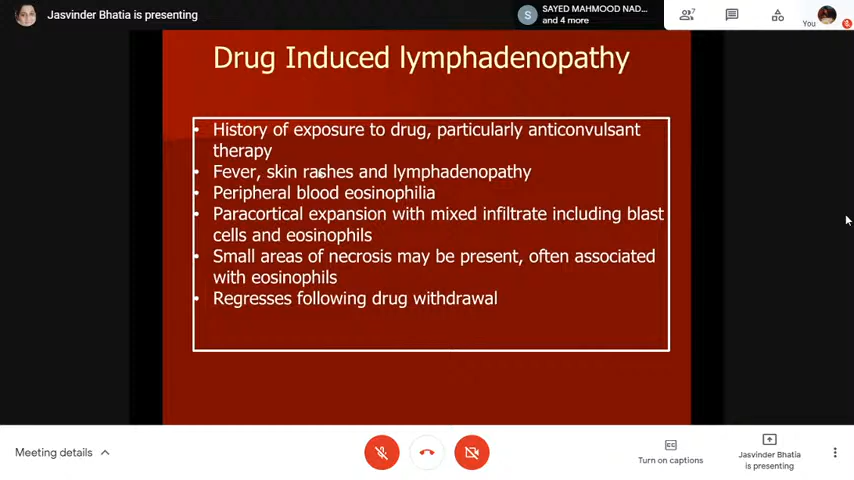 Jasvinder Bhatia is presenting
S
SAYED MAHMOOD NAD...
and 4 more
7
You
Drug Induced lymphadenopathy
• History of exposure to drug, particularly anticonvulsant
therapy
• Fever, skin rashes and lymphadenopathy
• Peripheral blood eosinophilia
• Paracortical expansion with mixed infiltrate including blast
cells and eosinophils
• Small areas of necrosis may be present, often associated
with eosinophils
• Regresses following drug withdrawal
Meeting details
Turn on captions
Jasvinder Bhatia
is presenting